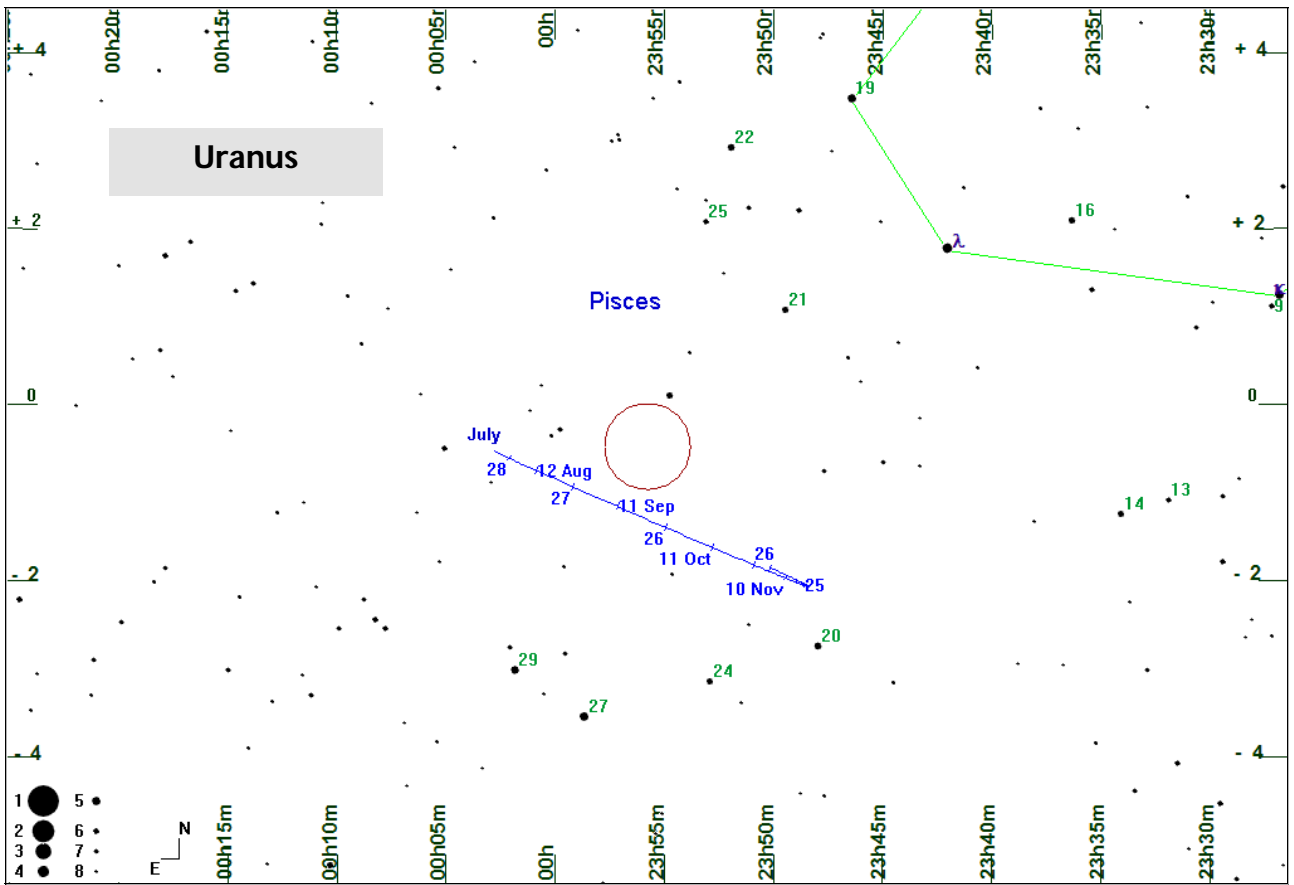 00h20m 00h15m 00h10m 00h05m 00h 23h55m 23h50m 23h45m 23h40m 23h35m 23h30m
+ 4 + 4
19
Uranus
22
25 16
+ 2 + 2
λ
Pisces
21 κ
9
0 0
July
28 12 Aug
27 11 Sep
13
14
26 11 Oct 26
- 2 10 Nov 25 - 2
20
29 24
27
- 4 - 4
1 5
2 6 N
3 7
4 8 E
00h15m 00h10m 00h05m 00h 23h55m 23h50m 23h45m 23h40m 23h35m 23h30m